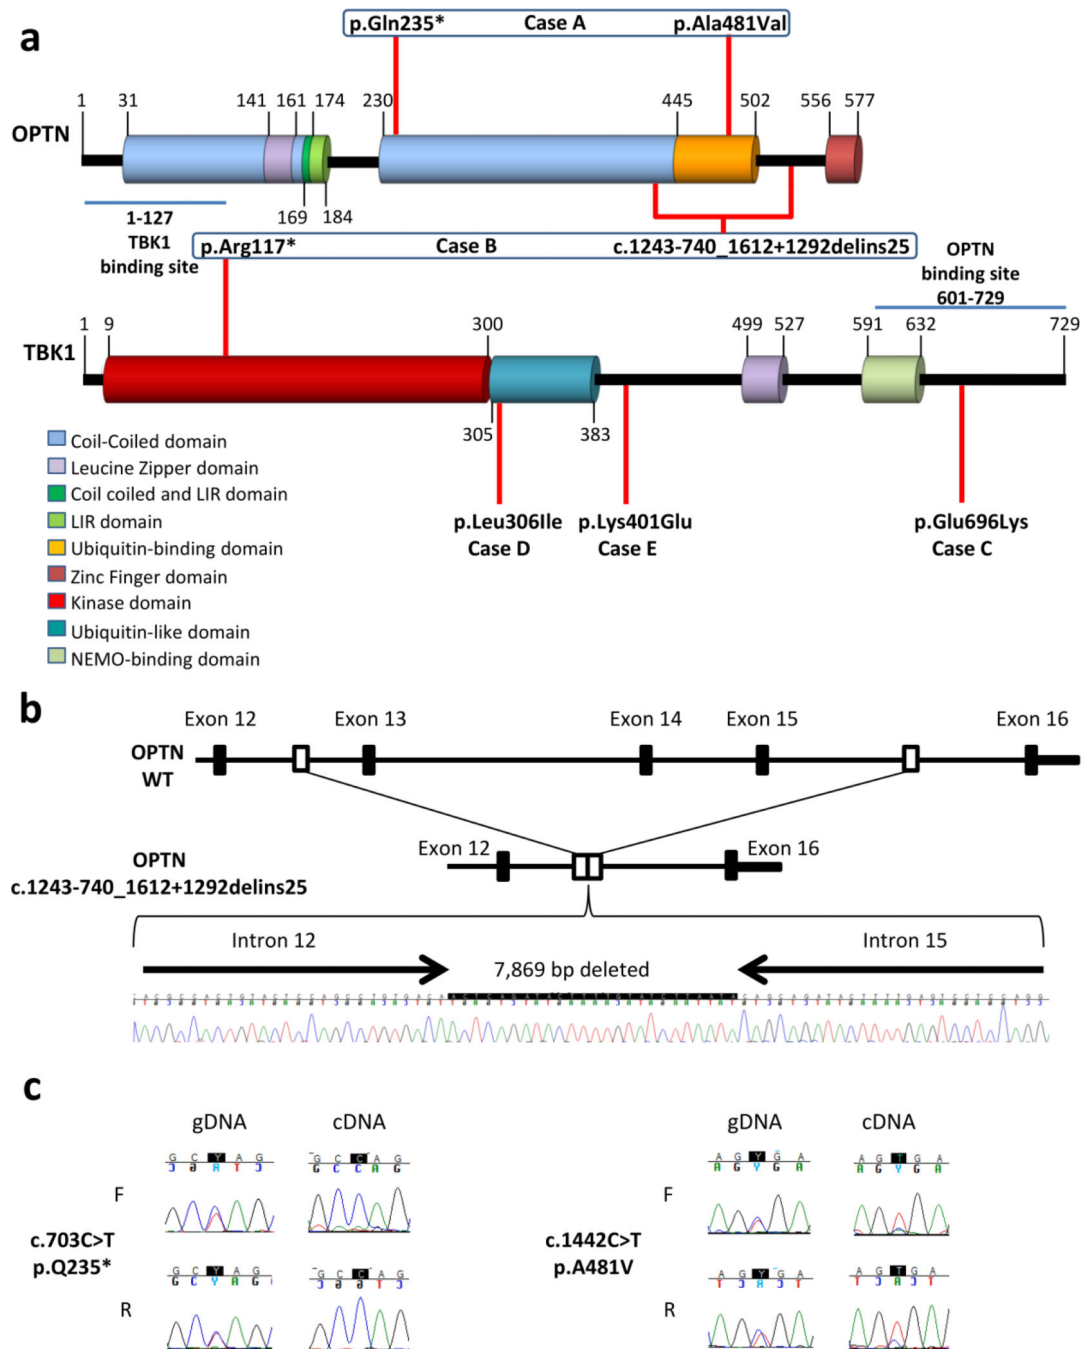 a
p.Gln235* Case A p.Ala481Val
1 31 141 161 174 230 445 502 556 577
OPTN
169 184
1-127
TBK1
binding site
p.Arg117* Case B c.1243-740_1612+1292delins25
OPTN
binding site
601-729
1 9 300 499 527 591 632 729
TBK1
305 383
Coil-Coiled domain
Leucine Zipper domain
Coil coiled and LIR domain
LIR domain
Ubiquitin-binding domain
Zinc Finger domain
Kinase domain
Ubiquitin-like domain
NEMO-binding domain
p.Leu306Ile p.Lys401Glu p.Glu696Lys
Case D Case E Case C
b
Exon 12 Exon 13 Exon 14 Exon 15 Exon 16
OPTN
WT
Exon 12 Exon 16
OPTN
c.1243-740_1612+1292delins25
Intron 12 Intron 15
7,869 bp deleted
c
gDNA cDNA gDNA cDNA
G C Y A G G C C A G A G Y G A A G T G A
F F
c.703C>T c.1442C>T
p.Q235* p.A481V
G C Y A G G C C A G A G Y G A A G T G A
R R